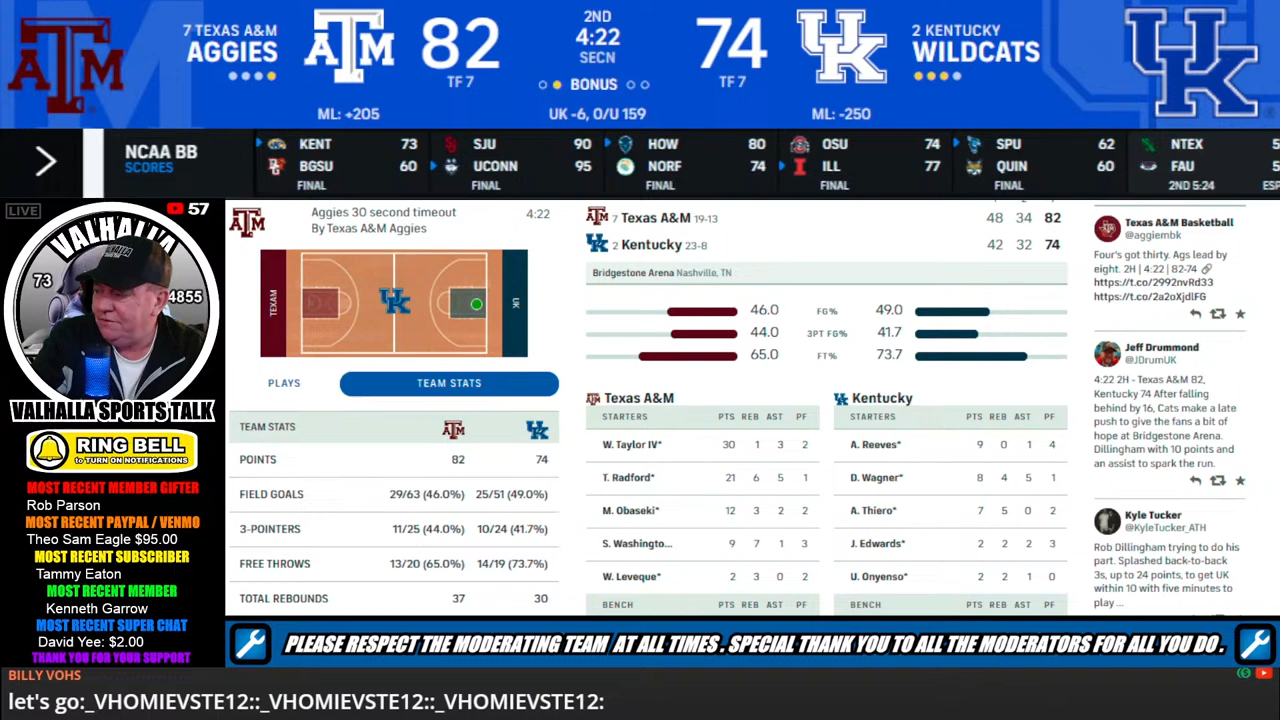 7 TEXAS A&M
AGGIES
82
TF 7
ML: +205
2ND
4:22
SECN
BONUS
UK -6, O/U 159
74
TF 7
ML: -250
2 KENTUCKY
WILDCATS
NCAA BB
SCORES
KENT 73
BGSU 60
FINAL
SJU 90
UCONN 95
FINAL
HOW 80
NORF 74
FINAL
OSU 74
ILL 77
FINAL
SPU 62
QUIN 60
FINAL
NTEX 5
FAU 5
2ND 5:24 ESP
LIVE
57
VALHALLA
73
4855
VALHALLA SPORTS TALK
RING BELL
to TURN ON NOTIFICATIONS
MOST RECENT MEMBER GIFTER
Rob Parson
MOST RECENT PAYPAL / VENMO
Theo Sam Eagle $95.00
MOST RECENT SUBSCRIBER
Tammy Eaton
MOST RECENT MEMBER
Kenneth Garrow
MOST RECENT SUPER CHAT
David Yee: $2.00
THANK YOU FOR YOUR SUPPORT
Aggies 30 second timeout 4:22
By Texas A&M Aggies
TEXAM
UK
PLAYS TEAM STATS
TEAM STATS
POINTS 82 74
FIELD GOALS 29/63 (46.0%) 25/51 (49.0%)
3-POINTERS 11/25 (44.0%) 10/24 (41.7%)
FREE THROWS 13/20 (65.0%) 14/19 (73.7%)
TOTAL REBOUNDS 37 30
7 Texas A&M 19-13 48 34 82
2 Kentucky 23-8 42 32 74
Bridgestone Arena Nashville, TN
46.0 FG% 49.0
44.0 3PT FG% 41.7
65.0 FT% 73.7
Texas A&M
STARTERS PTS REB AST PF
W. Taylor IV* 30 1 3 2
T. Radford* 21 6 5 1
M. Obaseki* 12 3 2 2
S. Washingto... 9 7 1 3
W. Leveque* 2 3 0 2
BENCH PTS REB AST PF
Kentucky
STARTERS PTS REB AST PF
A. Reeves* 9 0 1 4
D. Wagner* 8 4 5 1
A. Thiero* 7 5 0 2
J. Edwards* 2 2 2 3
U. Onyenso* 2 2 1 0
BENCH PTS REB AST PF
Texas A&M Basketball
@aggiembk
Four's got thirty. Ags lead by
eight. 2H | 4:22 | 82-74
https://t.co/2992nvRd33
https://t.co/2a2oXjdlFG
Jeff Drummond
@JDrumUK
4:22 2H - Texas A&M 82,
Kentucky 74 After falling
behind by 16, Cats make a late
push to give the fans a bit of
hope at Bridgestone Arena.
Dillingham with 10 points and
an assist to spark the run.
Kyle Tucker
@KyleTucker_ATH
Rob Dillingham trying to do his
part. Splashed back-to-back
3s, up to 24 points, to get UK
within 10 with five minutes to
play ...
PLEASE RESPECT THE MODERATING TEAM AT ALL TIMES . SPECIAL THANK YOU TO ALL THE MODERATORS FOR ALL YOU DO .
BILLY VOHS
let's go:_VHOMIEVSTE12::_VHOMIEVSTE12::_VHOMIEVSTE12: